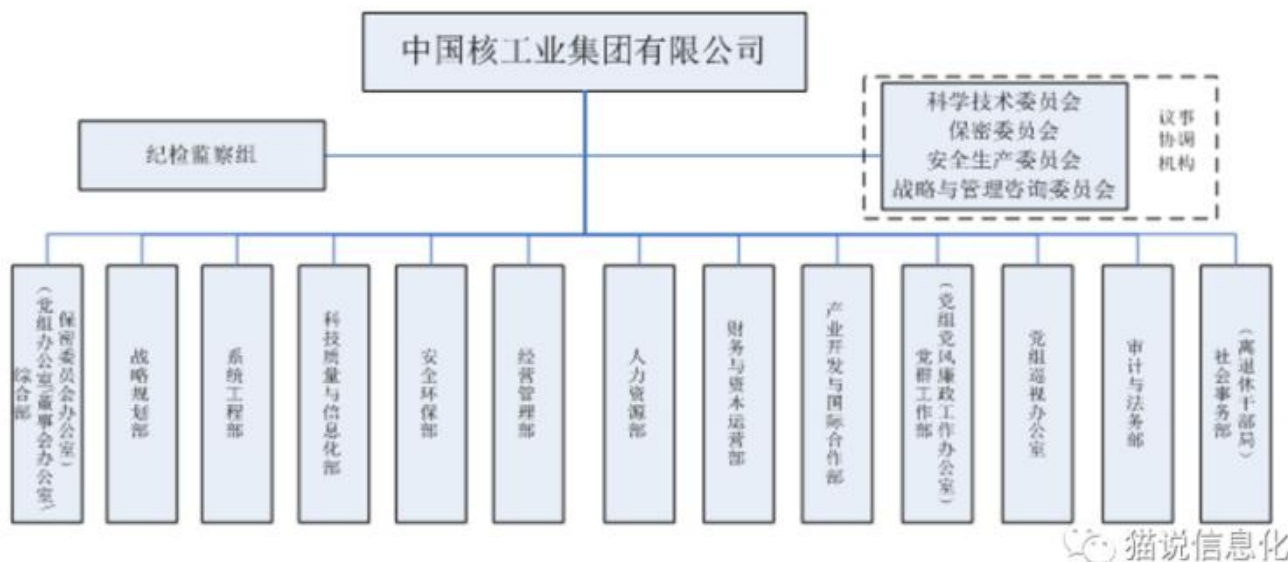 中国核工业集团有限公司
纪检监察组
科学技术委员会
保密委员会
安全生产委员会
战略与管理咨询委员会
议事
协调
机构
综合部
(党组办公室\董事会办公室\
保密委员会办公室)
战略规划部
系统工程部
科技质量与信息化部
安全环保部
经营管理部
人力资源部
财务与资本运营部
产业开发与国际合作部
党群工作部
(党组党风廉政工作办公室)
党组巡视办公室
审计与法务部
社会事务部
(离退休干部局)
猫说信息化